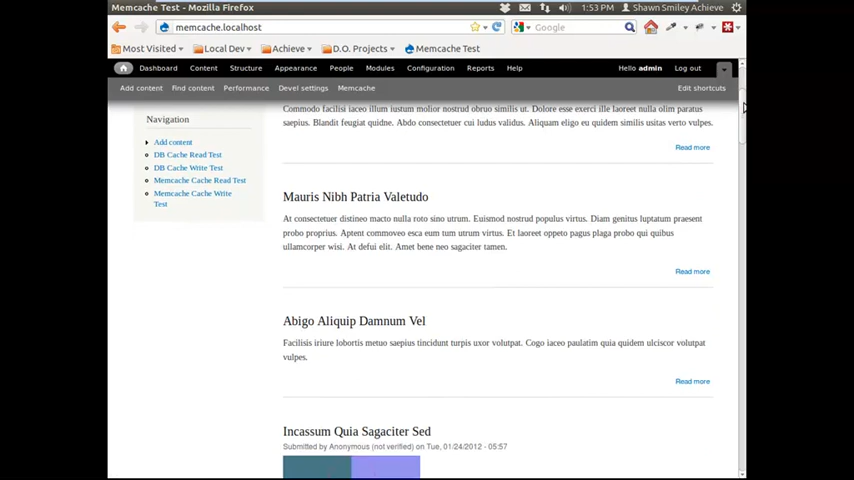 Memcache Test - Mozilla Firefox
1:53 PM
Shawn Smiley Achieve
memcache.localhost
Google
Most Visited
Local Dev
Achieve
D.O. Projects
Memcache Test
Dashboard Content Structure Appearance People Modules Configuration Reports Help
Hello admin Log out
Add content Find content Performance Devel settings Memcache
Edit shortcuts
Navigation
Add content
DB Cache Read Test
DB Cache Write Test
Memcache Cache Read Test
Memcache Cache Write
Test
Commodo facilisi iaceo illum iustum molior nostrud obruo similis ut. Dolore esse exerci ille laoreet nulla olim paratus
saepius. Blandit feugiat quidne. Abdo consectetuer cui ludus validus. Aliquam eligo eu quidem similis usitas verto vulpes.
Read more
Mauris Nibh Patria Valetudo
At consectetuer distineo macto nulla roto sino utrum. Euismod nostrud populus virtus. Diam genitus luptatum praesent
probo proprius. Aptent commoveo esca eum tum utrum virtus. Et laoreet oppeto pagus plaga probo qui quibus
ullamcorper wisi. At defui elit. Amet bene neo sagaciter tamen.
Read more
Abigo Aliquip Damnum Vel
Facilisis iriure lobortis metuo saepius tincidunt turpis uxor volutpat. Cogo iaceo paulatim quia quidem ulciscor volutpat
vulpes.
Read more
Incassum Quia Sagaciter Sed
Submitted by Anonymous (not verified) on Tue, 01/24/2012 - 05:57